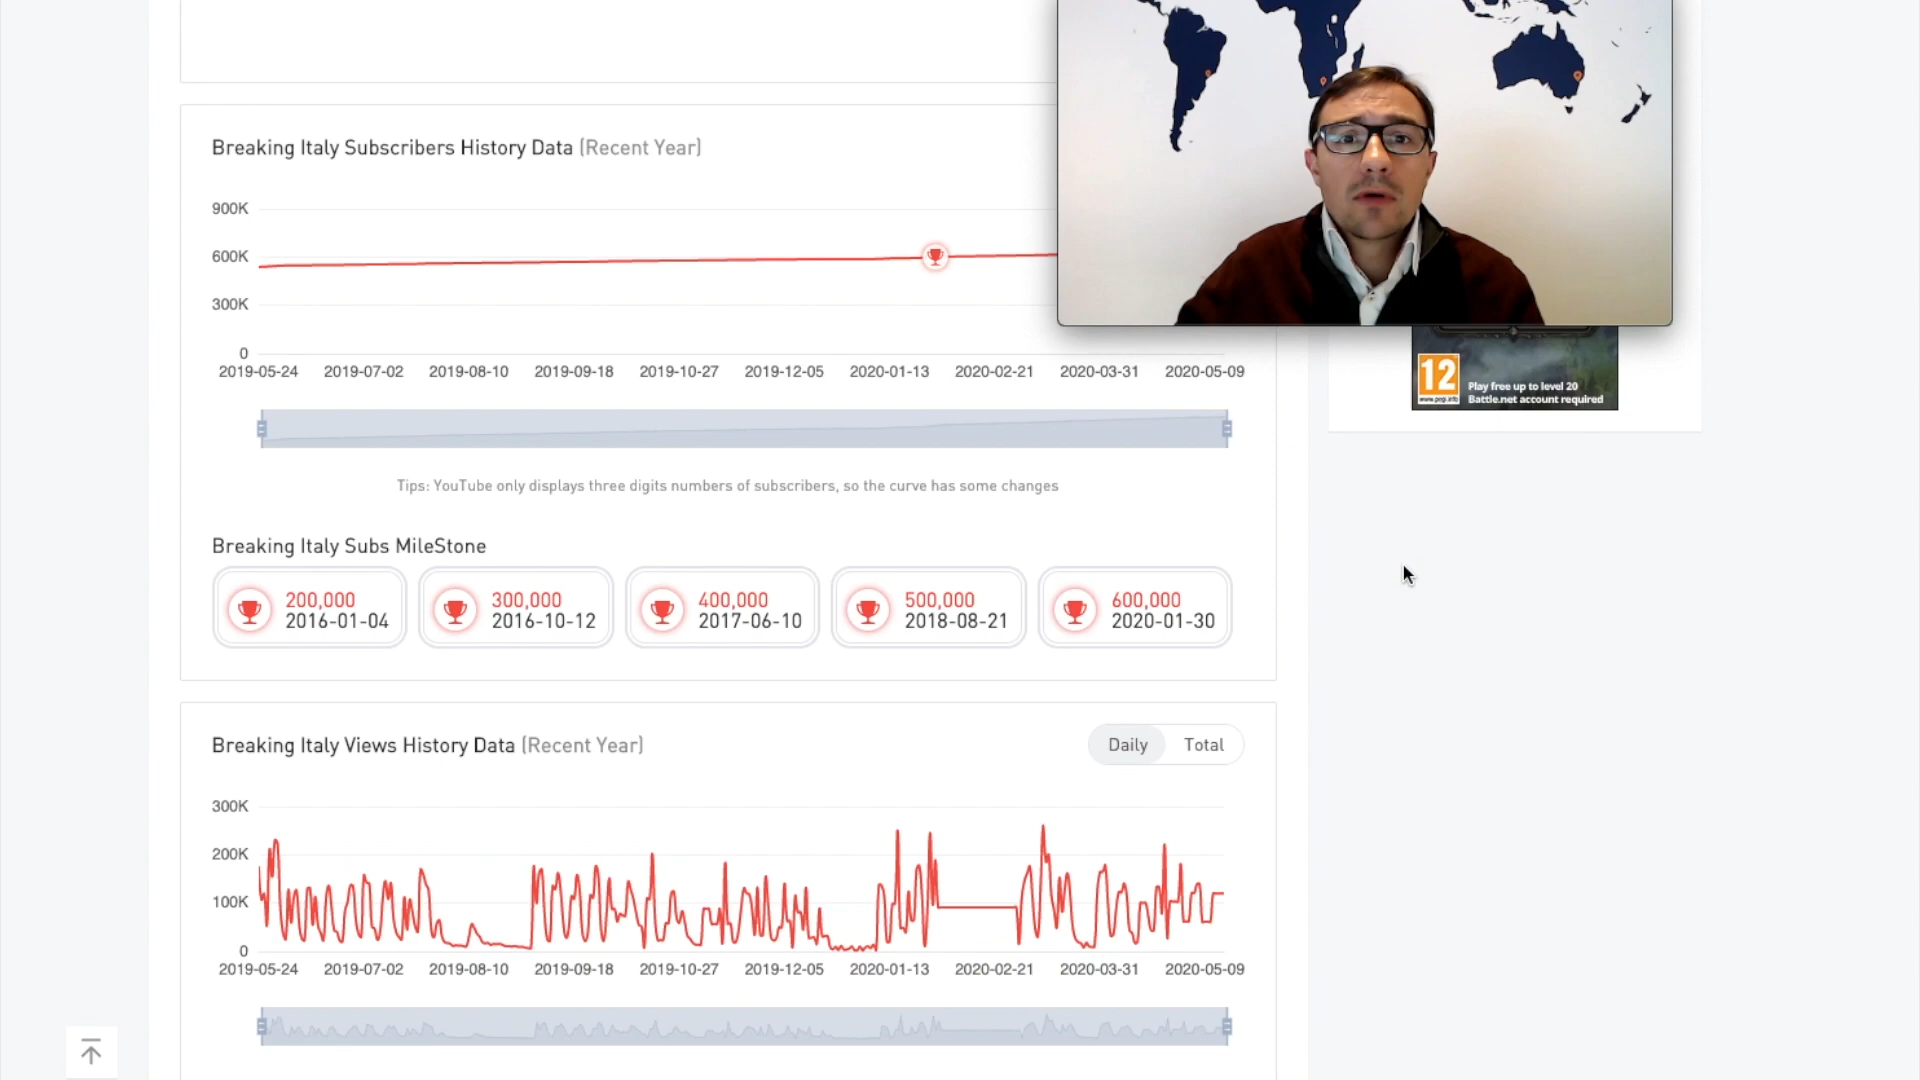 Breaking Italy Subscribers History Data (Recent Year)
900K
600K
300K
0
2019-05-24 2019-07-02 2019-08-10 2019-09-18 2019-10-27 2019-12-05 2020-01-13 2020-02-21 2020-03-31 2020-05-09
Tips: YouTube only displays three digits numbers of subscribers, so the curve has some changes
Breaking Italy Subs MileStone
200,000 300,000 400,000 500,000 600,000
2016-01-04 2016-10-12 2017-06-10 2018-08-21 2020-01-30
Breaking Italy Views History Data (Recent Year)
Daily Total
300K
200K
100K
0
2019-05-24 2019-07-02 2019-08-10 2019-09-18 2019-10-27 2019-12-05 2020-01-13 2020-02-21 2020-03-31 2020-05-09
12
www.pegi.info
Play free up to level 20
Battle.net account required